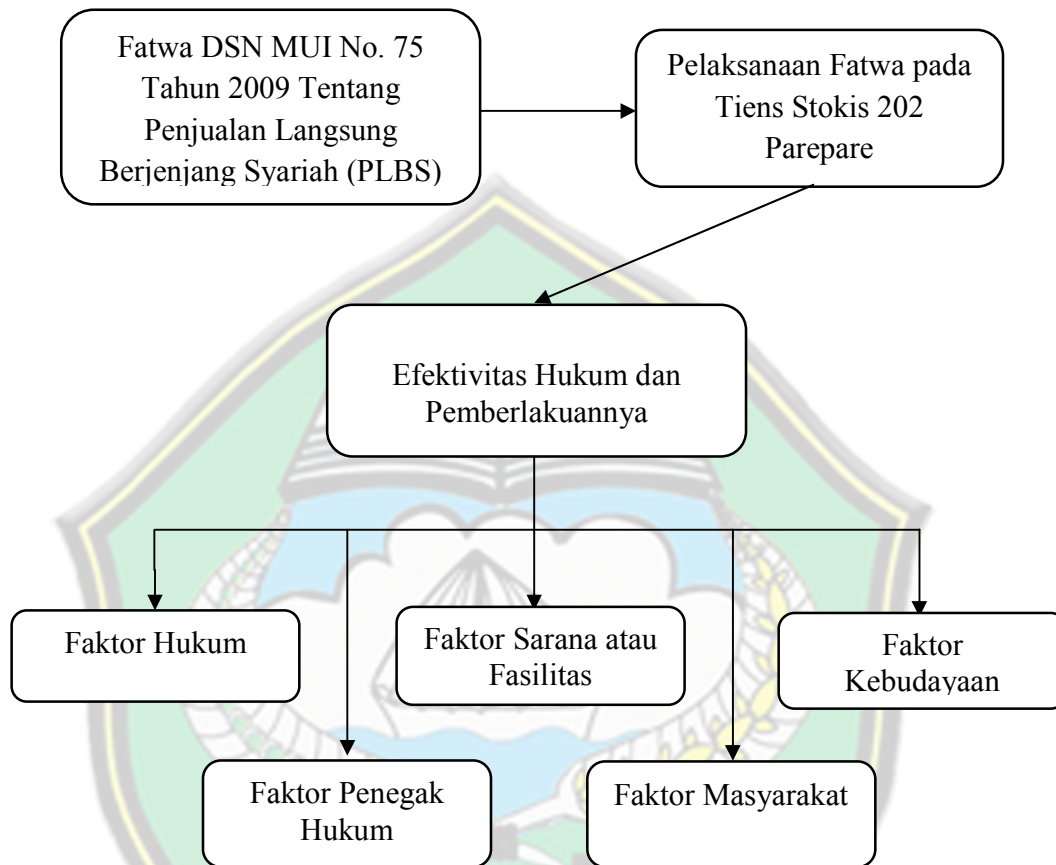 Fatwa DSN MUI No. 75
Tahun 2009 Tentang
Penjualan Langsung
Berjenjang Syariah (PLBS)
Pelaksanaan Fatwa pada
Tiens Stokis 202
Parepare
Efektivitas Hukum dan
Pemberlakuannya
Faktor Hukum
Faktor Sarana atau
Fasilitas
Faktor
Kebudayaan
Faktor Penegak
Hukum
Faktor Masyarakat